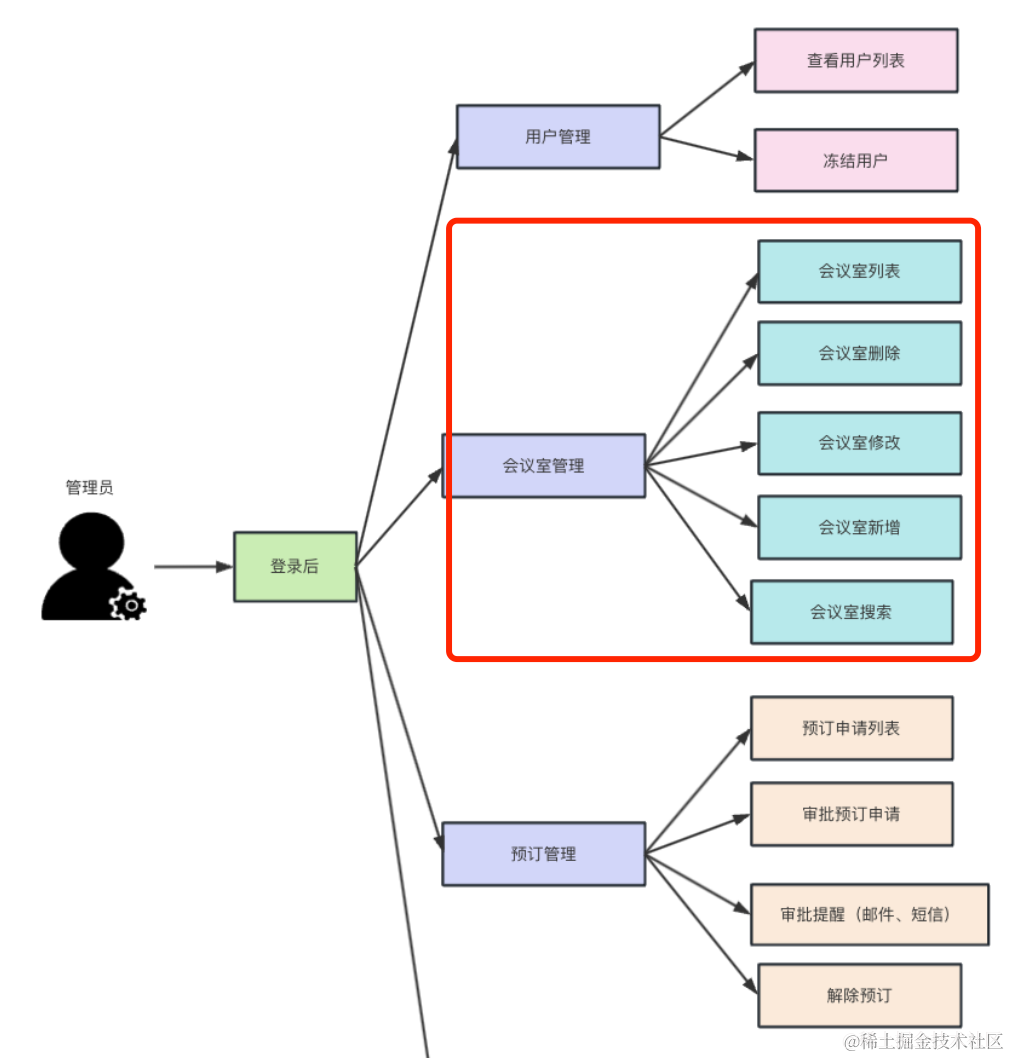 查看用户列表
用户管理
冻结用户
会议室列表
会议室删除
会议室修改
会议室管理
管理员
会议室新增
登录后
会议室搜索
预订申请列表
审批预订申请
预订管理
审批提醒（邮件、短信）
解除预订
@稀土掘金技术社区